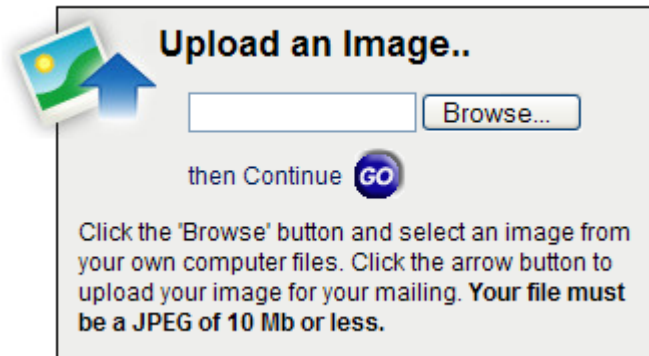 Upload an Image..
Browse...
then Continue GO
Click the 'Browse' button and select an image from
your own computer files. Click the arrow button to
upload your image for your mailing. Your file must
be a JPEG of 10 Mb or less.